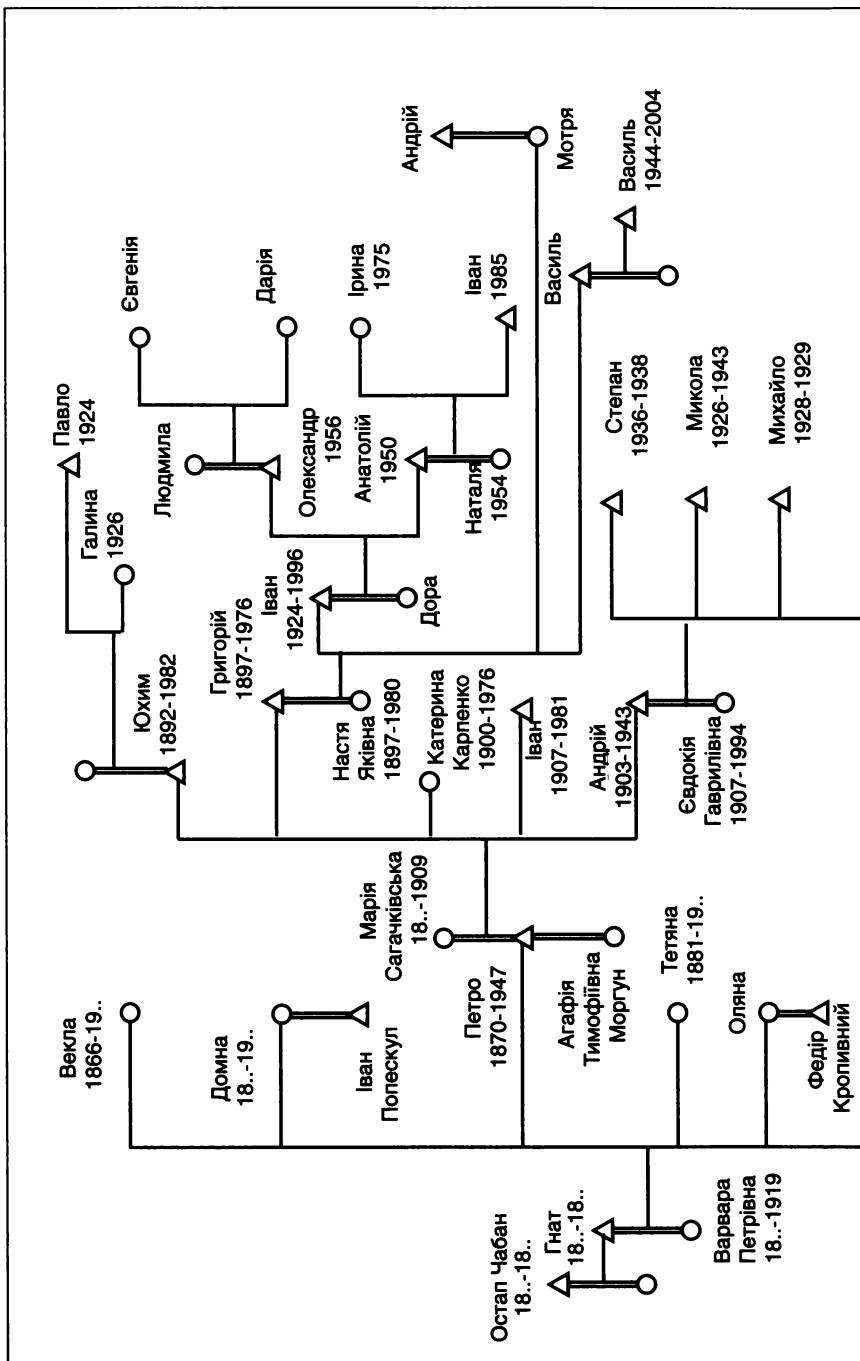 Остап Чабан
18..-18..
Гнат
18..-18..
Варвара
Петрівна
18..-1919
Векла
1866-19..
Домна
18..-19..
Іван
Попескул
Петро
1870-1947
Марія
Сагачківська
18..-1909
Агафія
Тимофіївна
Моргун
Тетяна
1881-19..
Оляна
Федір
Кропивний
Юхим
1892-1982
Григорій
1897-1976
Настя
Яківна
1897-1980
Катерина
Карпенко
1900-1976
Іван
1907-1981
Андрій
1903-1943
Євдокія
Гаврилівна
1907-1994
Павло
1924
Галина
1926
Іван
1924-1996
Дора
Людмила
Олександр
1956
Анатолій
1950
Наталя
1954
Євгенія
Дарія
Ірина
1975
Іван
1985
Андрій
Мотря
Василь
Василь
1944-2004
Степан
1936-1938
Микола
1926-1943
Михайло
1928-1929